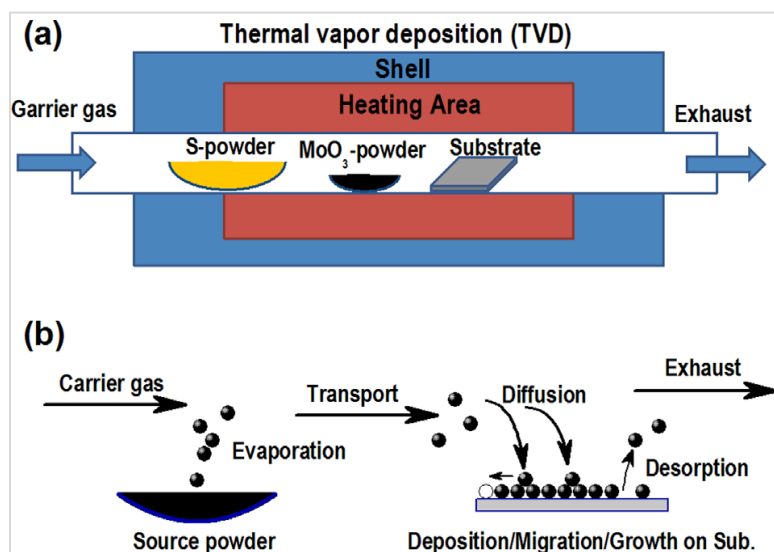 (a)
Thermal vapor deposition (TVD)
Shell
Garrier gas
Heating Area
Exhaust
S-powder
MoO₃-powder
Substrate
(b)
Carrier gas
Transport
Diffusion
Exhaust
Evaporation
Desorption
Source powder
Deposition/Migration/Growth on Sub.